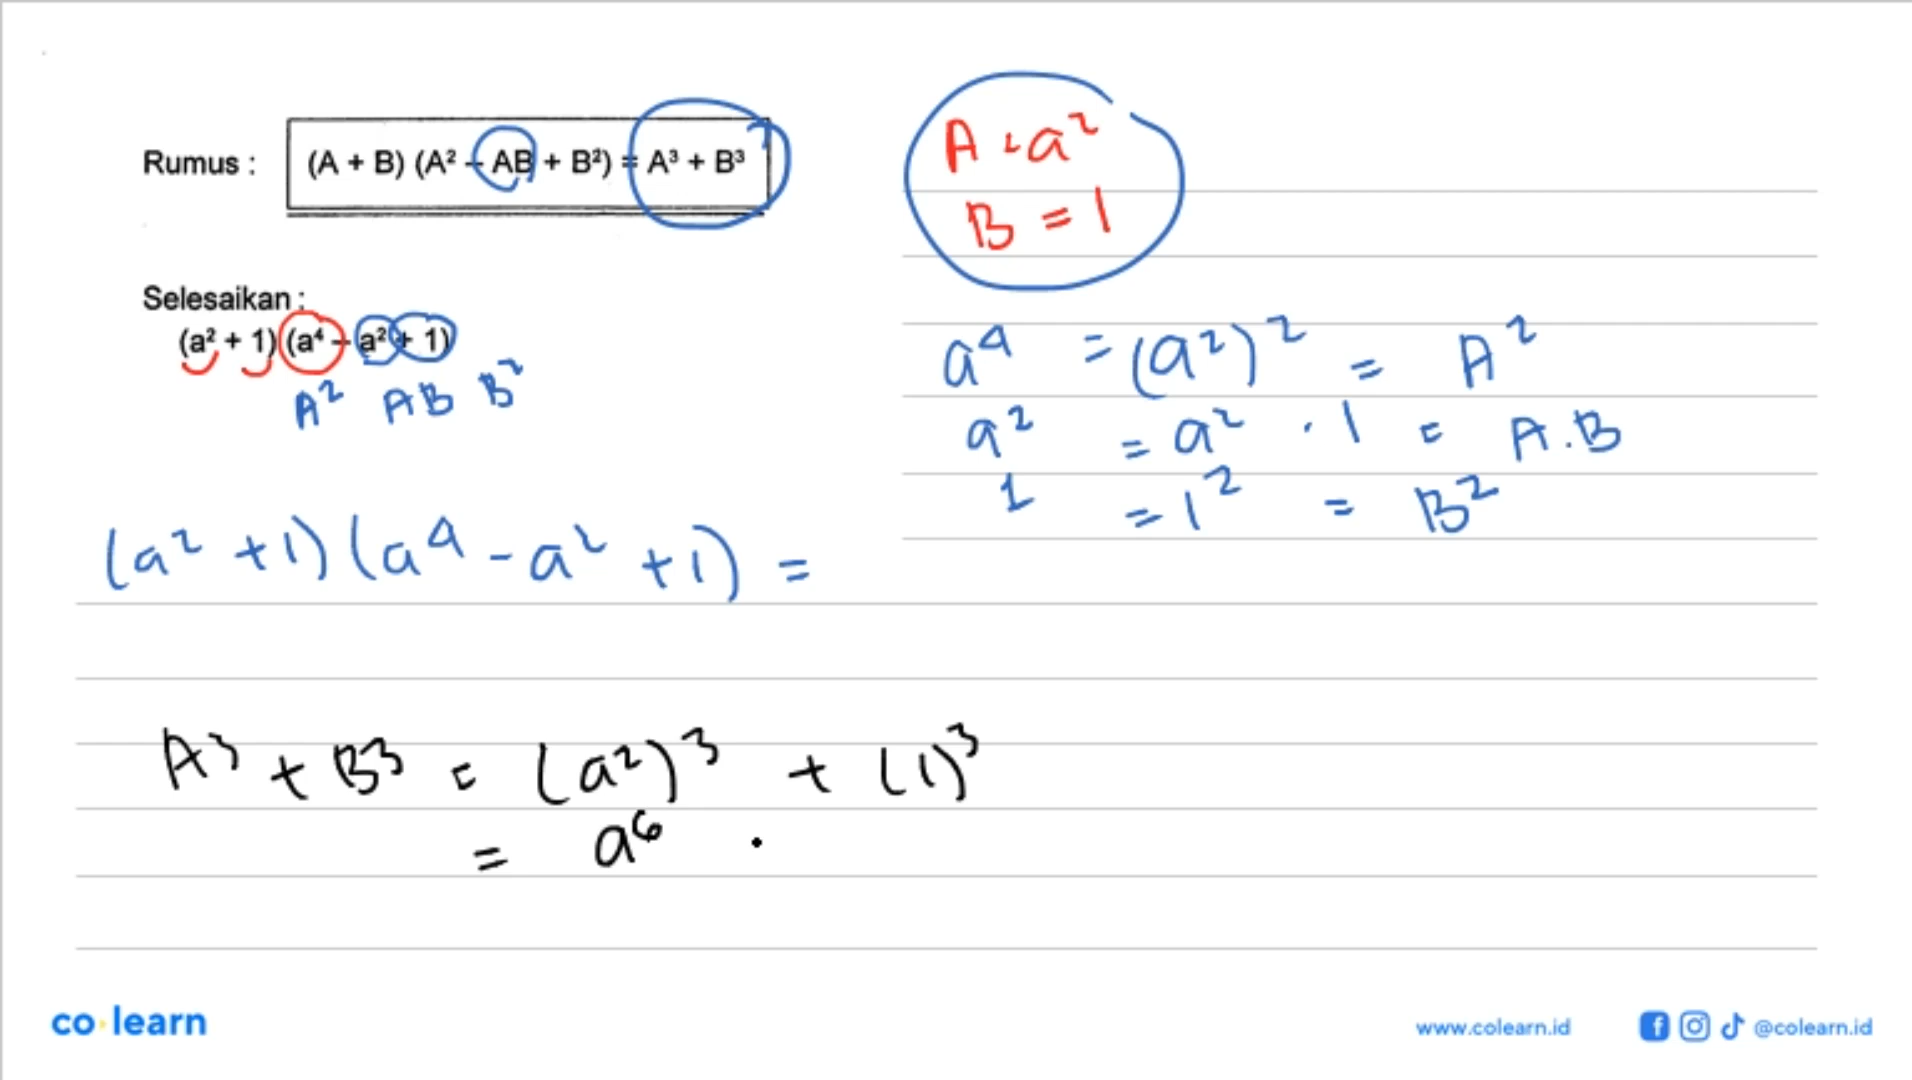 Rumus : (A + B) (A² – AB + B²) = A³ + B³
A = a²
B = 1
Selesaikan :
(a² + 1) (a⁴ – a² + 1)
A² AB B²
a⁴ = (a²)² = A²
a² = a² · 1 = A.B
1 = 1² = B²
(a² + 1) (a⁴ - a² + 1) =
A³ + B³ = (a²)³ + (1)³
= a⁶ .
co learn
www.colearn.id
@colearn.id